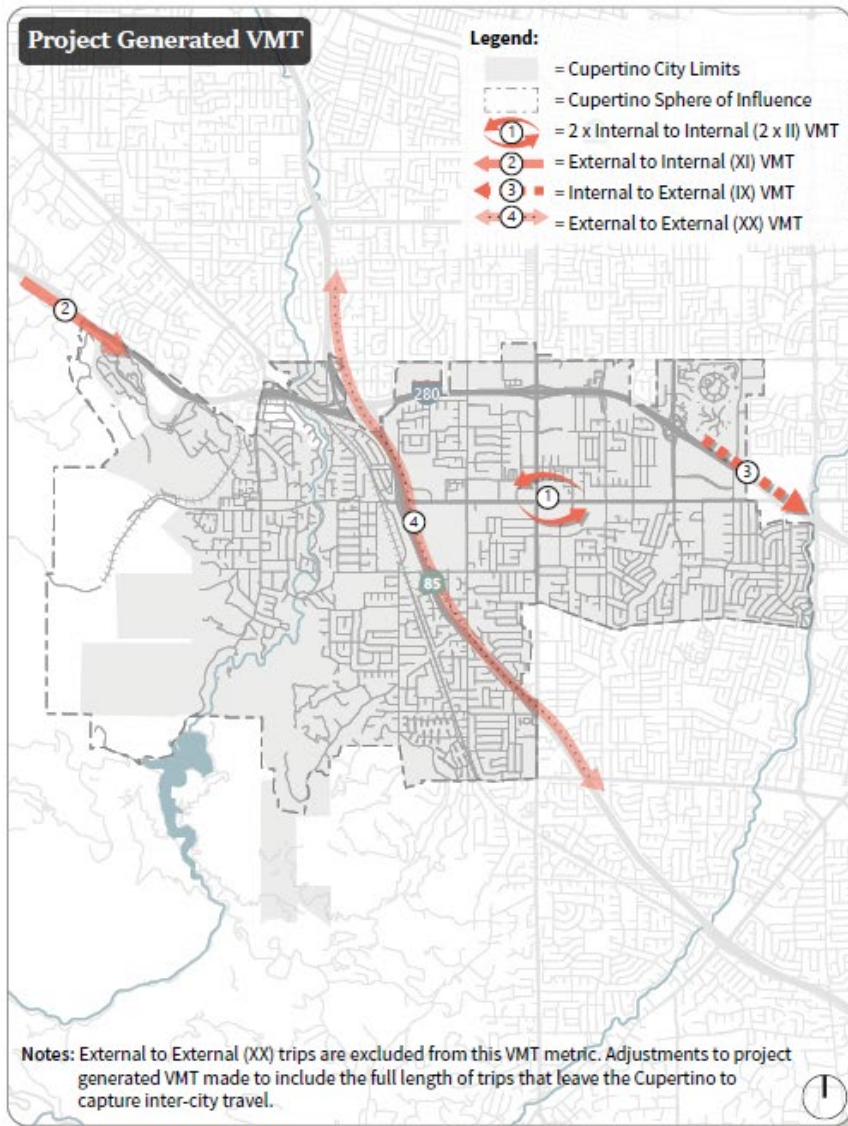 Project Generated VMT
Legend:
= Cupertino City Limits
= Cupertino Sphere of Influence
1 = 2 x Internal to Internal (2 x II) VMT
2 = External to Internal (XI) VMT
3 = Internal to External (IX) VMT
4 = External to External (XX) VMT
2
280
3
1
4
85
Notes: External to External (XX) trips are excluded from this VMT metric. Adjustments to project
generated VMT made to include the full length of trips that leave the Cupertino to
capture inter-city travel.